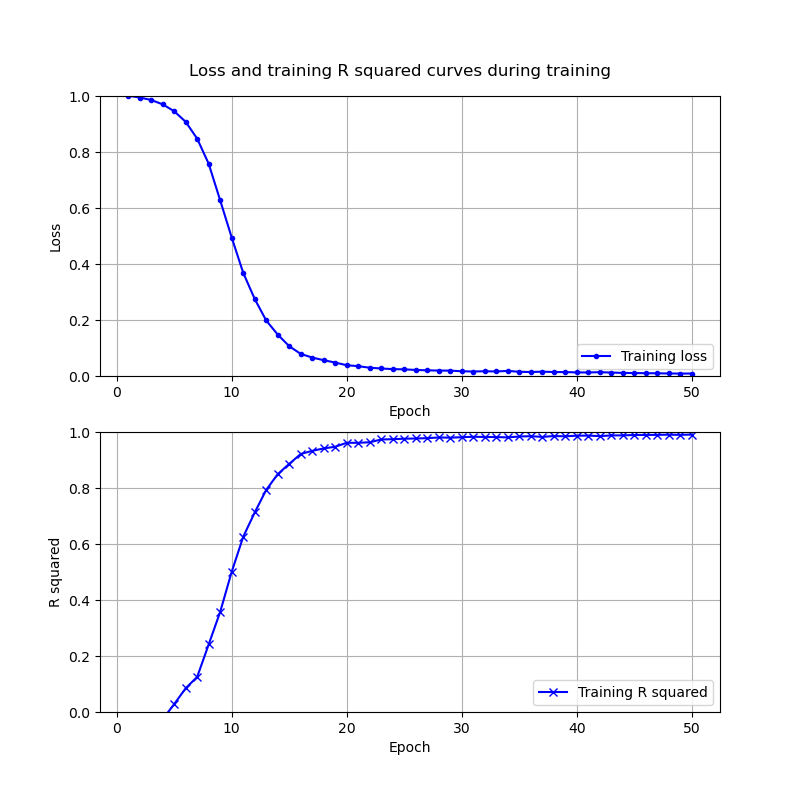 Loss and training R squared curves during training
1.0
0.8
0.6
0.4
0.2
0.0
Loss
Training loss
0 10 20 30 40 50
Epoch
1.0
0.8
0.6
0.4
0.2
0.0
R squared
Training R squared
0 10 20 30 40 50
Epoch